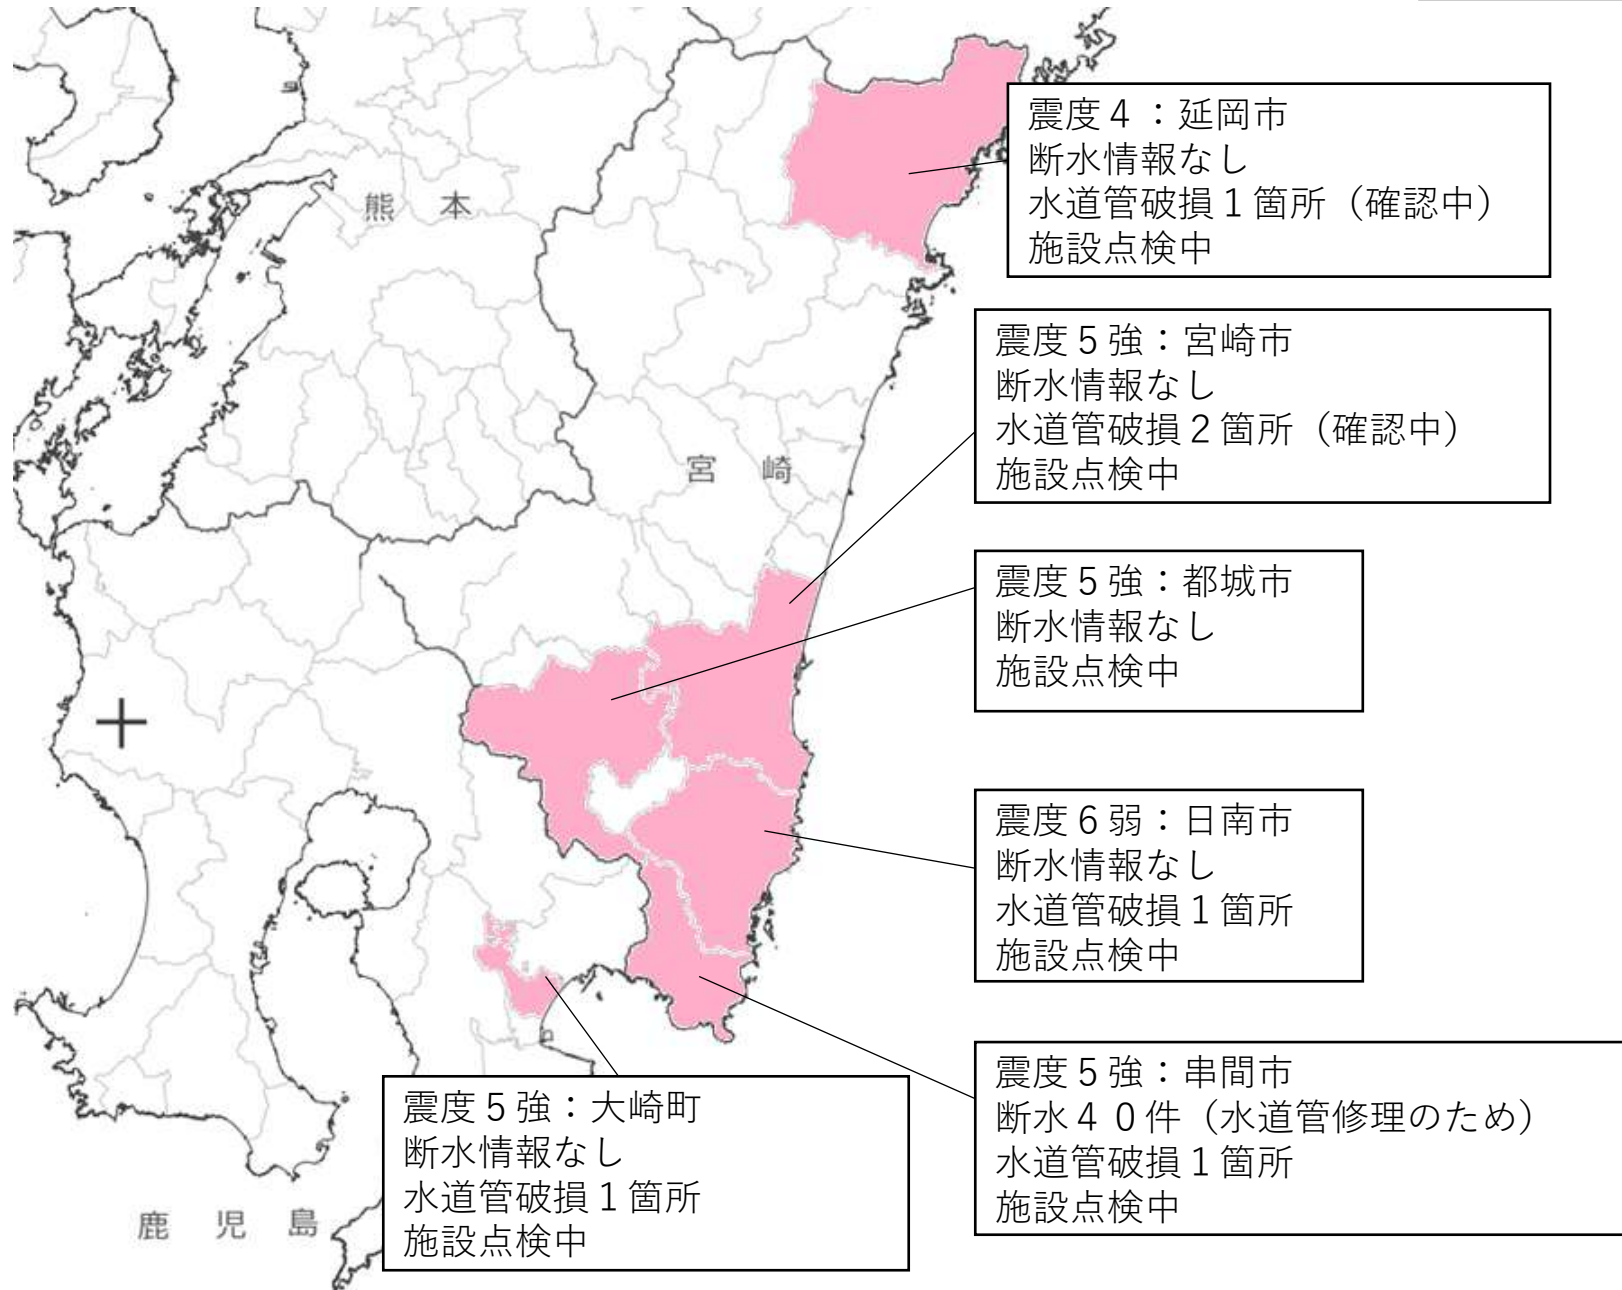 震度４：延岡市
断水情報なし
水道管破損１箇所（確認中）
施設点検中
熊本
震度５強：宮崎市
断水情報なし
水道管破損２箇所（確認中）
施設点検中
宮崎
震度５強：都城市
断水情報なし
施設点検中
震度６弱：日南市
断水情報なし
水道管破損１箇所
施設点検中
震度５強：串間市
断水４０件（水道管修理のため）
水道管破損１箇所
施設点検中
震度５強：大崎町
断水情報なし
水道管破損１箇所
施設点検中
鹿児島